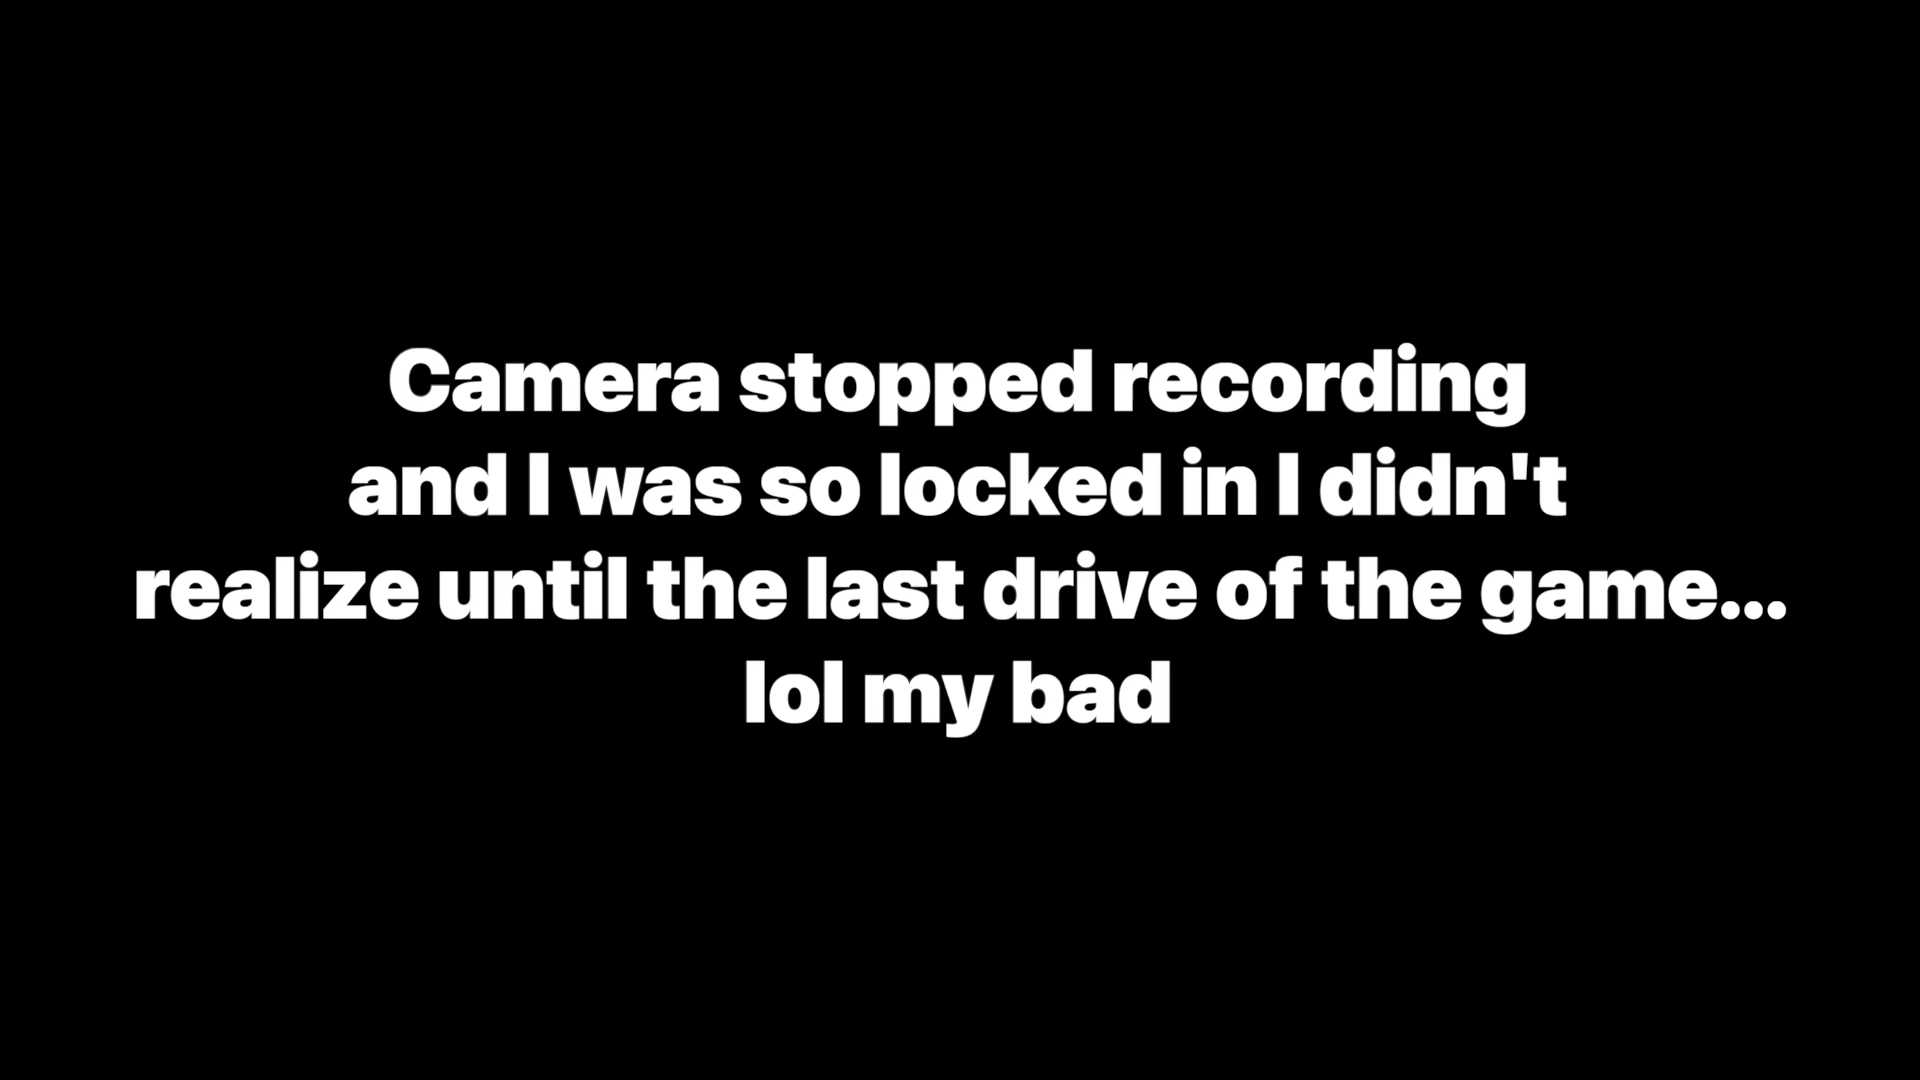 Camera stopped recording
and I was so locked in I didn't
realize until the last drive of the game...
lol my bad